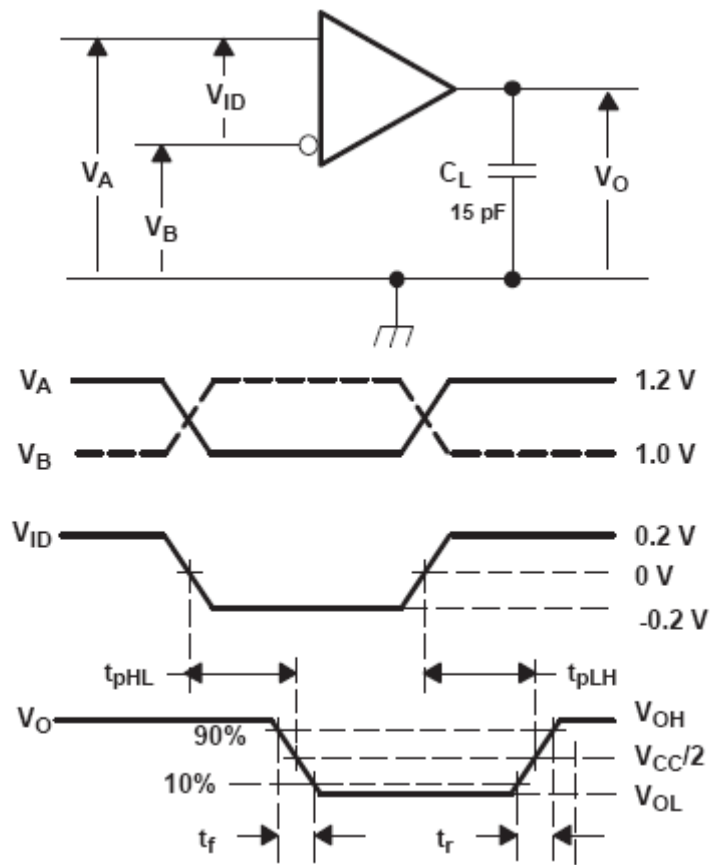 V_ID
V_A
V_B
C_L
15 pF
V_O
V_A
1.2 V
V_B
1.0 V
V_ID
0.2 V
0 V
-0.2 V
t_pHL
t_pLH
V_O
V_OH
90%
V_CC/2
10%
V_OL
t_f
t_r